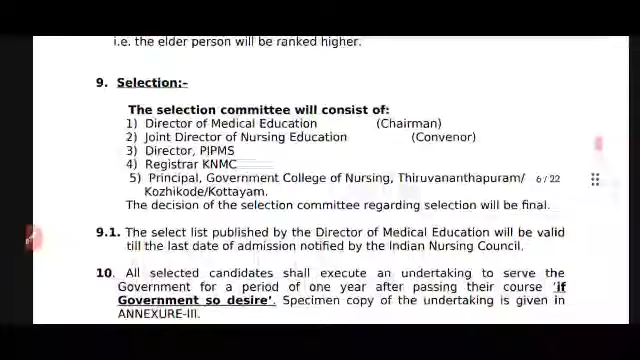 i.e. the elder person will be ranked higher.
9. Selection:-
The selection committee will consist of:
1) Director of Medical Education (Chairman)
2) Joint Director of Nursing Education (Convenor)
3) Director, PIPMS
4) Registrar KNMC
5) Principal, Government College of Nursing, Thiruvananthapuram/ 6 / 22
Kozhikode/Kottayam.
The decision of the selection committee regarding selection will be final.
9.1. The select list published by the Director of Medical Education will be valid
till the last date of admission notified by the Indian Nursing Council.
10. All selected candidates shall execute an undertaking to serve the
Government for a period of one year after passing their course ‘if
Government so desire’. Specimen copy of the undertaking is given in
ANNEXURE-III.